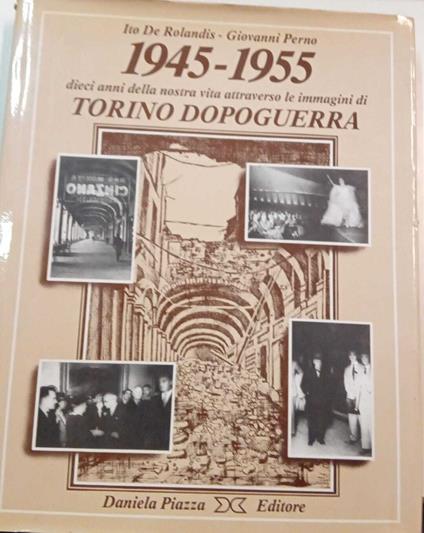 Ito De Rolandis - Giovanni Perno
1945-1955
dieci anni della nostra vita attraverso le immagini di
TORINO DOPOGUERRA
CINZANO
Daniela Piazza Editore